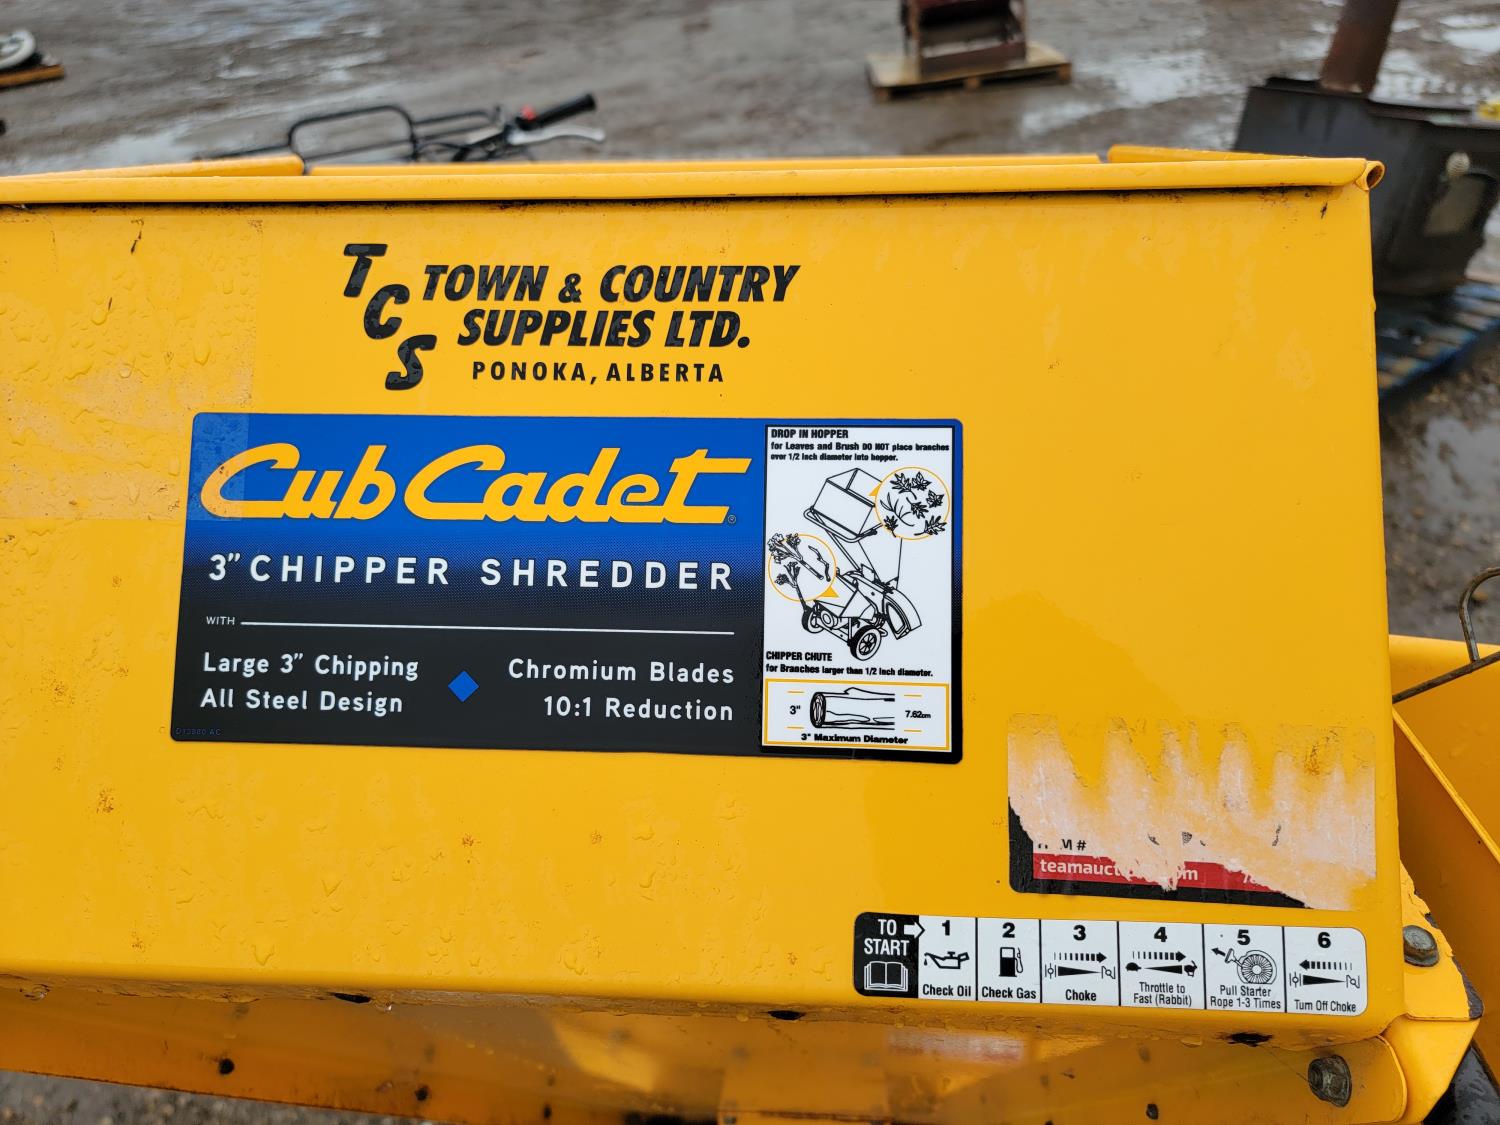 TCS
TOWN & COUNTRY
SUPPLIES LTD.
PONOKA, ALBERTA
Cub Cadet®
3" CHIPPER SHREDDER
WITH
Large 3" Chipping
All Steel Design
Chromium Blades
10:1 Reduction
DROP IN HOPPER
for Leaves and Brush DO NOT place branches
over 1/2 inch diameter into hopper.
CHIPPER CHUTE
for Branches larger than 1/2 inch diameter.
3" 7.62cm
3" Maximum Diameter
M #
TO
START
1
Check Oil
2
Check Gas
3
Choke
4
Throttle to
Fast (Rabbit)
5
Pull Starter
Rope 1-3 Times
6
Turn Off Choke